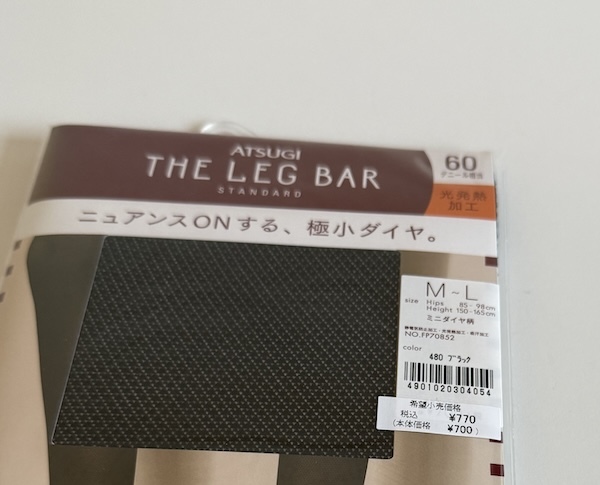 ATSUGI
THE LEG BAR
STANDARD
60
デニール相当
光発熱
加工
ニュアンスONする、極小ダイヤ。
M~L
size Hips 85-98cm
Height 150-165cm
ミニダイヤ柄
NO.FP70852
color
480 ブラック
4901020304054
希望小売価格
税込 ¥770
(本体価格 ¥700)